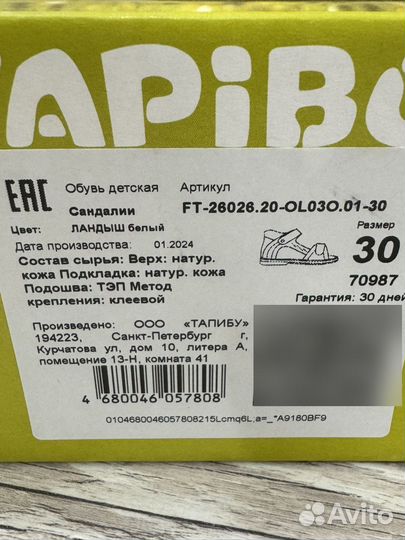 TAPiBO
EAC Обувь детская Артикул
Сандалии FT-26026.20-OL03O.01-30
Цвет: ЛАНДЫШ белый Размер
Дата производства: 01.2024 30
Состав сырья: Верх: натур.
кожа Подкладка: натур. кожа
Подошва: ТЭП Метод 70987
крепления: клеевой Гарантия: 30 дней
Произведено: ООО «ТАПИБУ»
194223, Санкт-Петербург г,
Курчатова ул, дом 10, литера А,
помещение 13-Н, комната 41
4 680046 057808
0104680046057808215Lcmq6L;a=_"A9180BF9
Avito